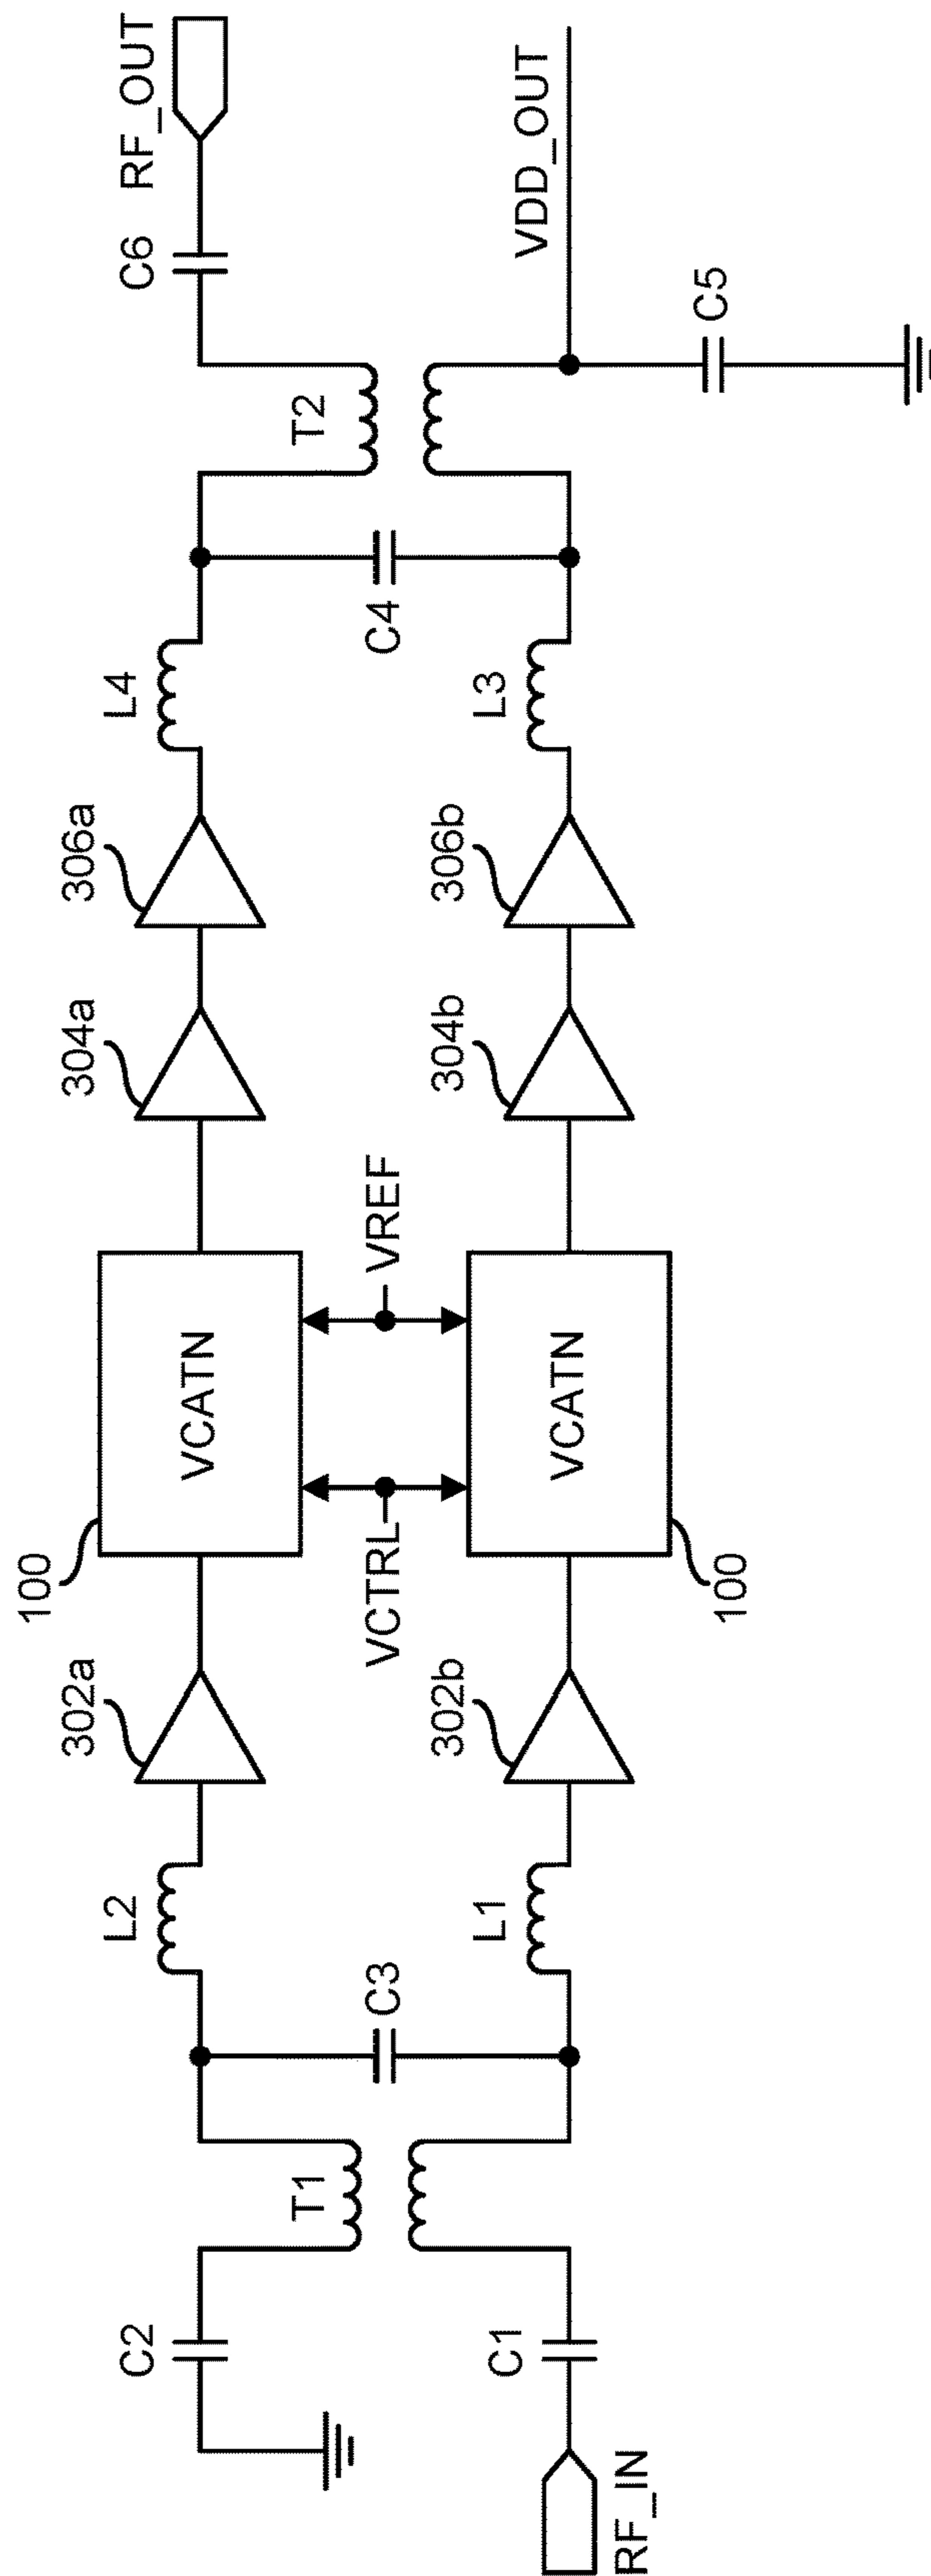 RF_IN
C1
C2
T1
C3
L1
L2
302a
302b
100
VCATN
VCATN
100
VCTRL
VREF
304a
304b
306a
306b
L4
L3
C4
T2
C5
C6
RF_OUT
VDD_OUT